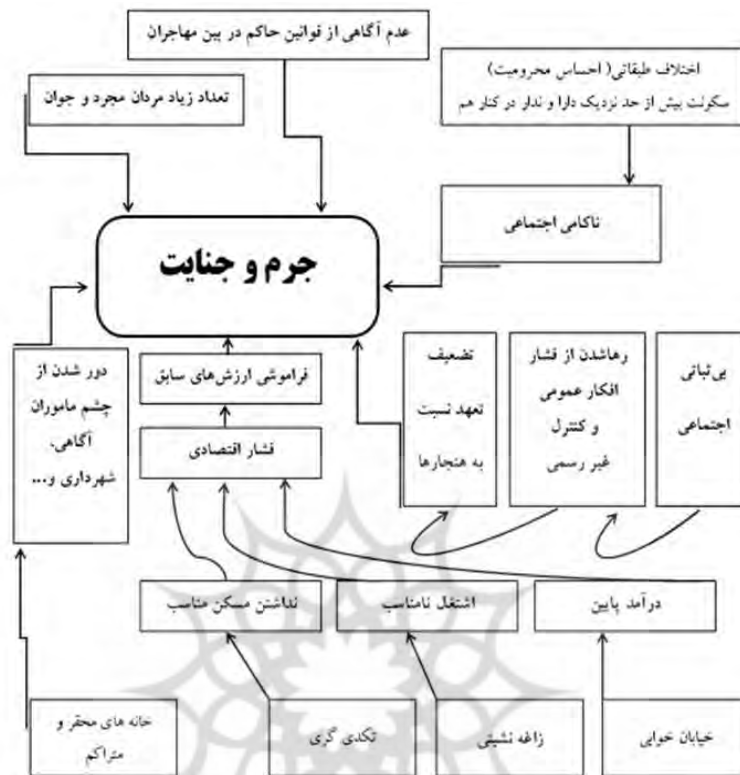 عدم آگاهی از قوانین حاکم در بین مهاجران
اختلاف طبقاتی( احساس محرومیت)
سکونت بیش از حد نزدیک دارا و ندار در کنار هم
تعداد زیاد مردان مجرد و جوان
ناکامی اجتماعی
جرم و جنایت
بی‌ثباتی
اجتماعی
رهاشدن از فشار
افکار عمومی
و کنترل
غیر رسمی
تضعیف
تعهد نسبت
به هنجارها
فراموشی ارزش‌های سابق
فشار اقتصادی
دور شدن از
چشم ماموران
آگاهی،
شهرداری و...
درآمد پایین
اشتغل نامناسب
نداشتن مسکن مناسب
خیابان خوابی
زاغه نشینی
تکدی گری
خانه های محقر و
متراکم